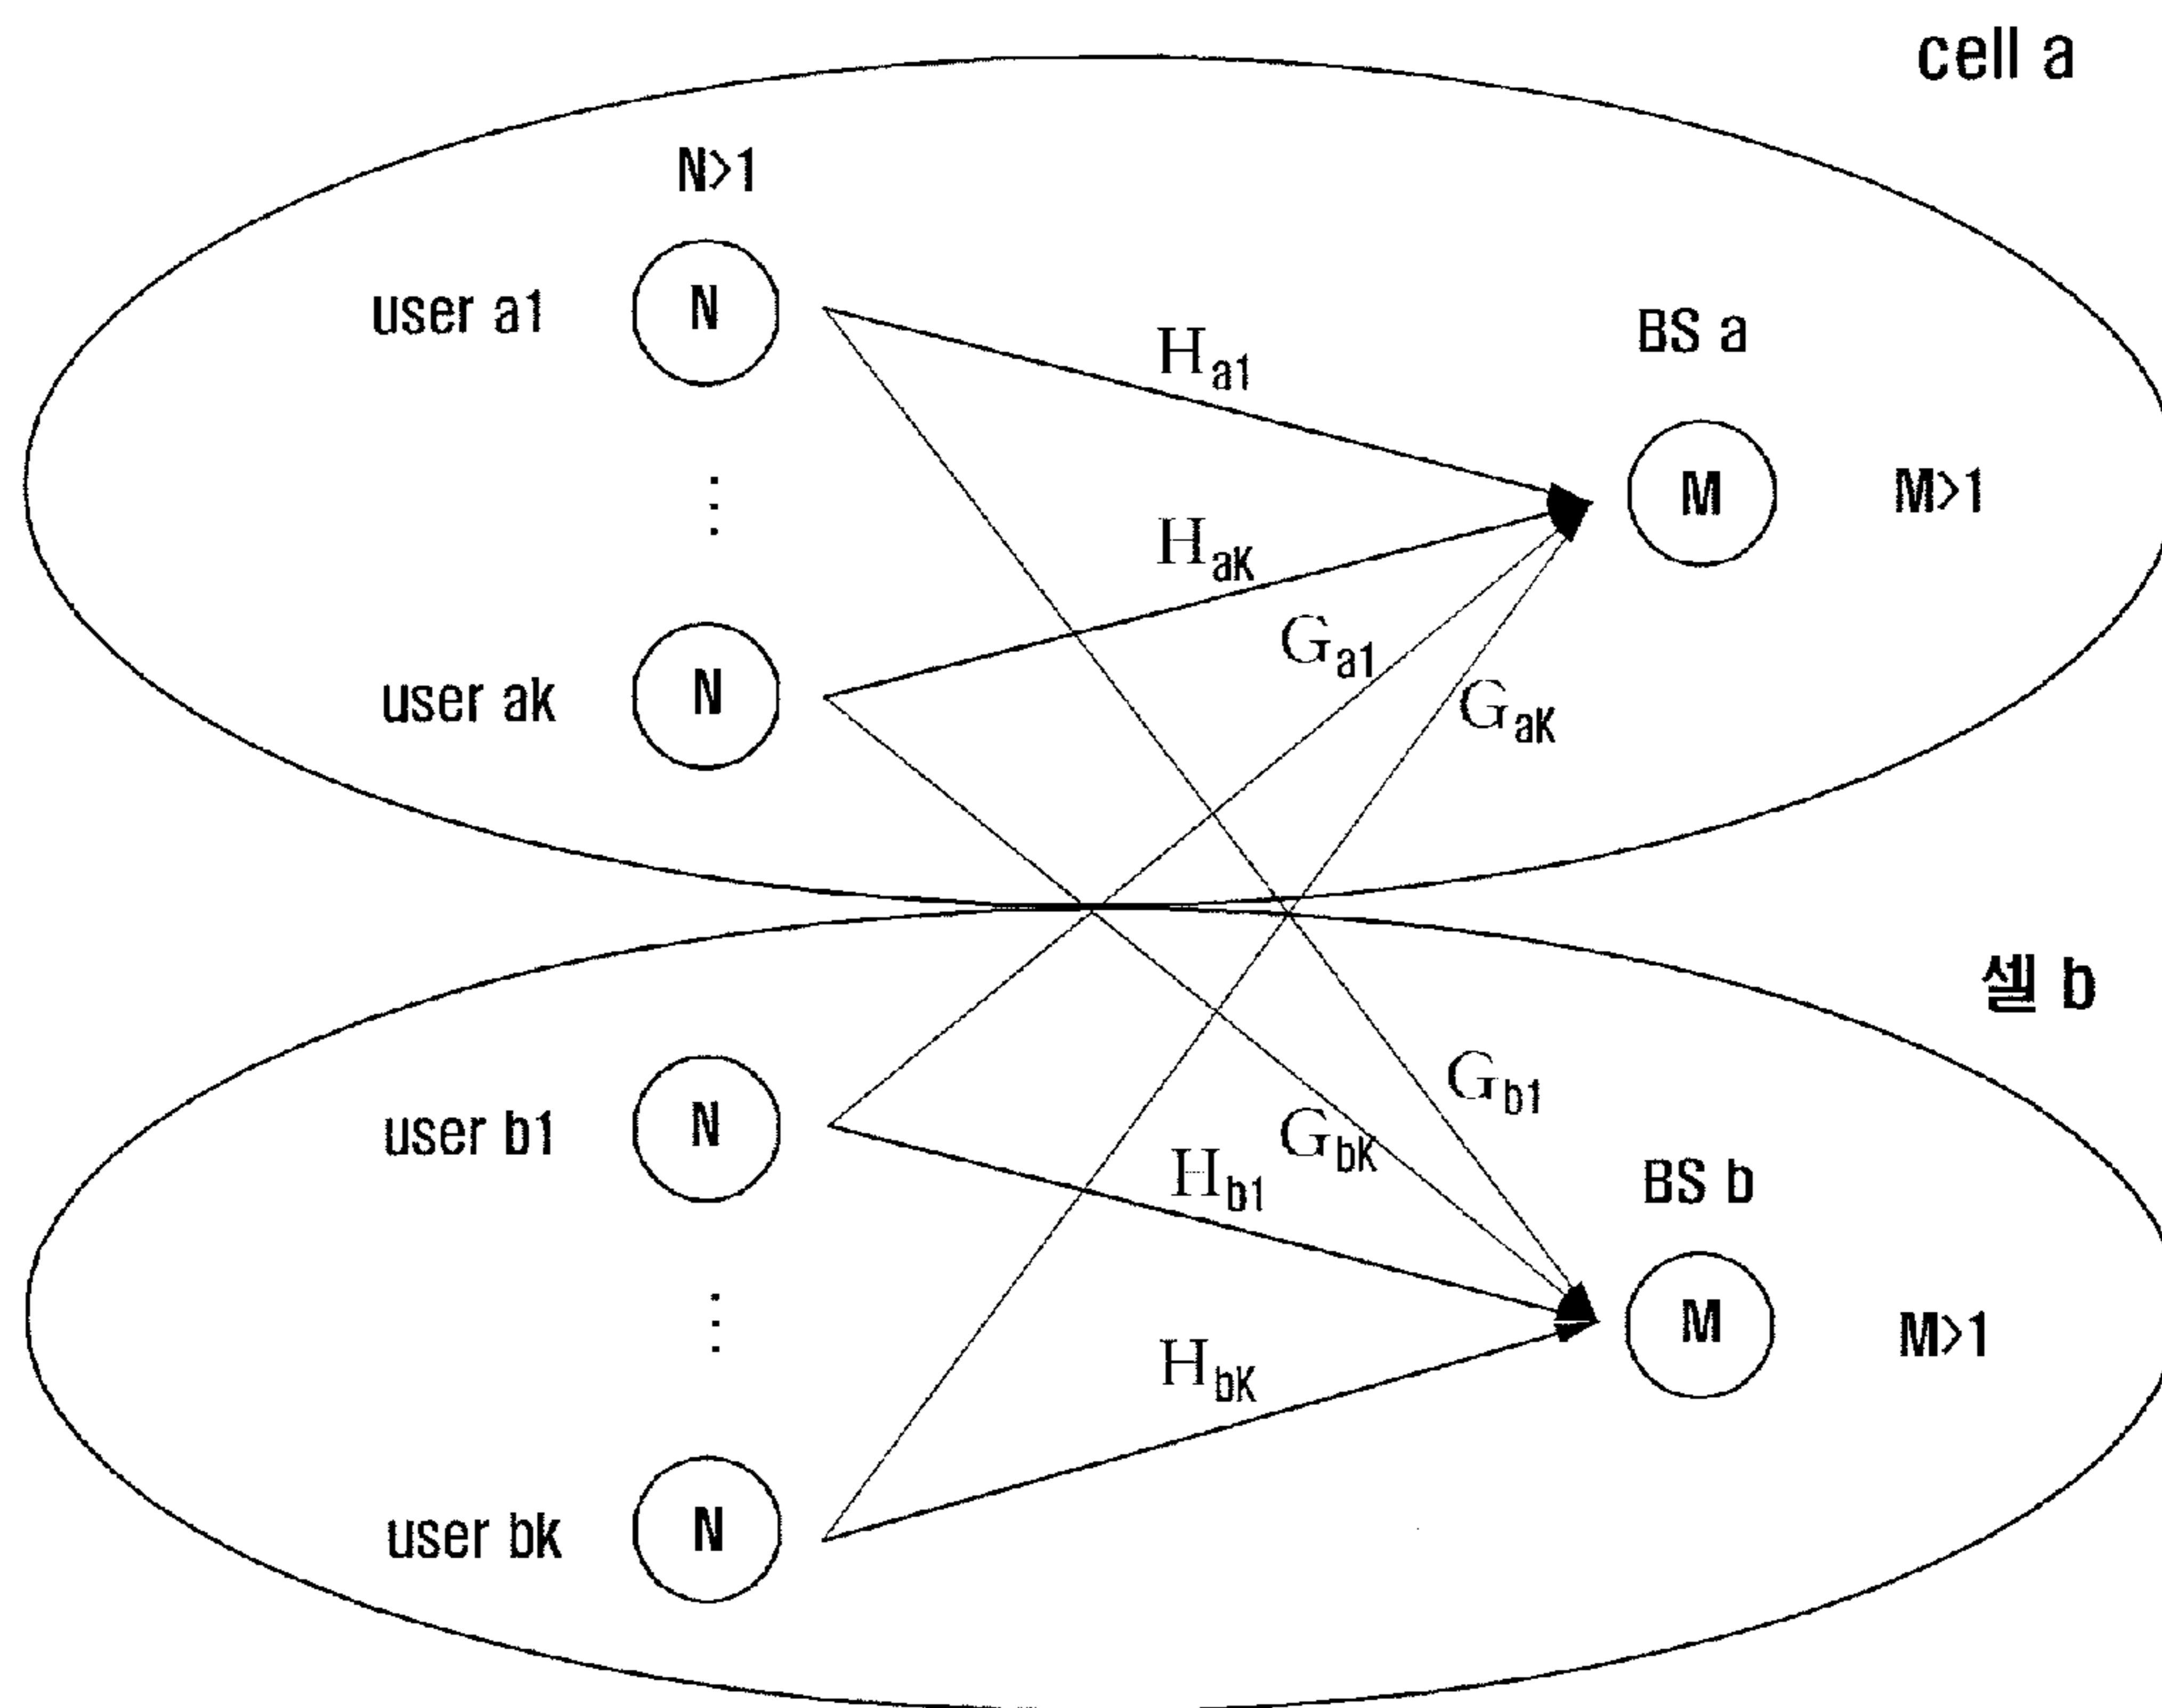 cell a
N>1
user a1
N
H_a1
BS a
M
M>1
H_aK
G_a1
user ak
N
G_aK
셀 b
G_b1
user b1
N
G_bK
H_b1
BS b
M
M>1
H_bK
user bk
N